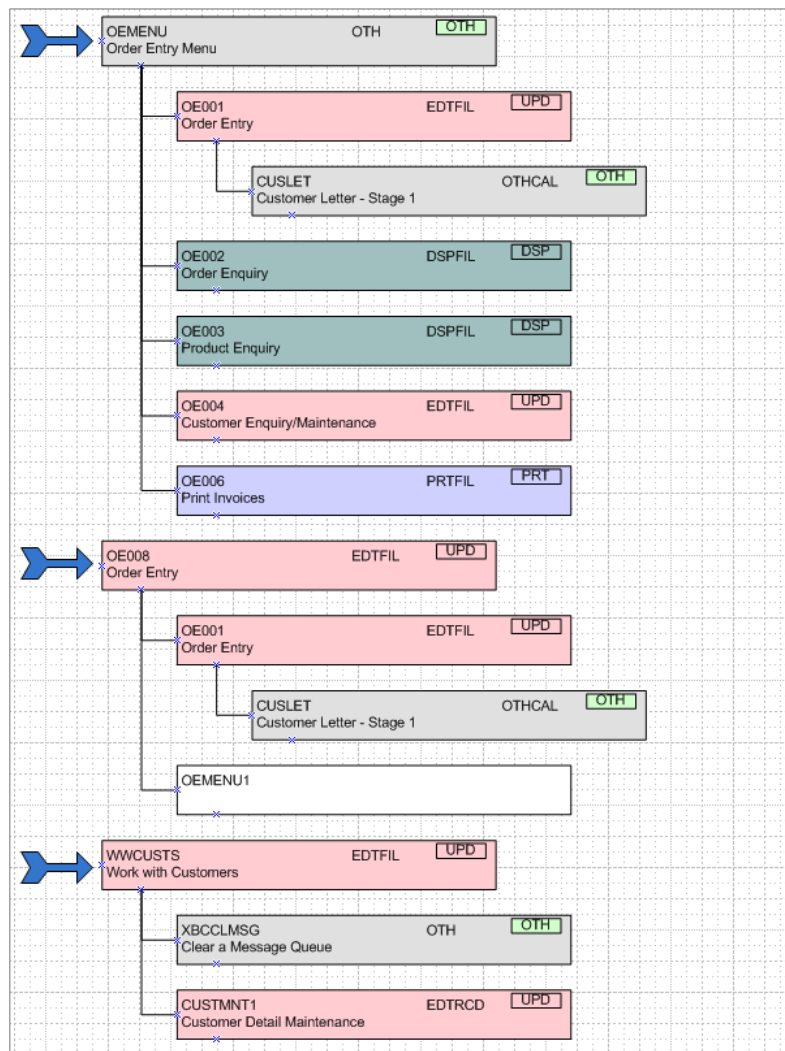 OEMENU OTH OTH
Order Entry Menu
OE001 EDTFIL UPD
Order Entry
CUSLET OTHCAL OTH
Customer Letter - Stage 1
OE002 DSPFIL DSP
Order Enquiry
OE003 DSPFIL DSP
Product Enquiry
OE004 EDTFIL UPD
Customer Enquiry/Maintenance
OE006 PRTFIL PRT
Print Invoices
OE008 EDTFIL UPD
Order Entry
OE001 EDTFIL UPD
Order Entry
CUSLET OTHCAL OTH
Customer Letter - Stage 1
OEMENU1
WWCUSTS EDTFIL UPD
Work with Customers
XBCCLMSG OTH OTH
Clear a Message Queue
CUSTMNT1 EDTRCD UPD
Customer Detail Maintenance